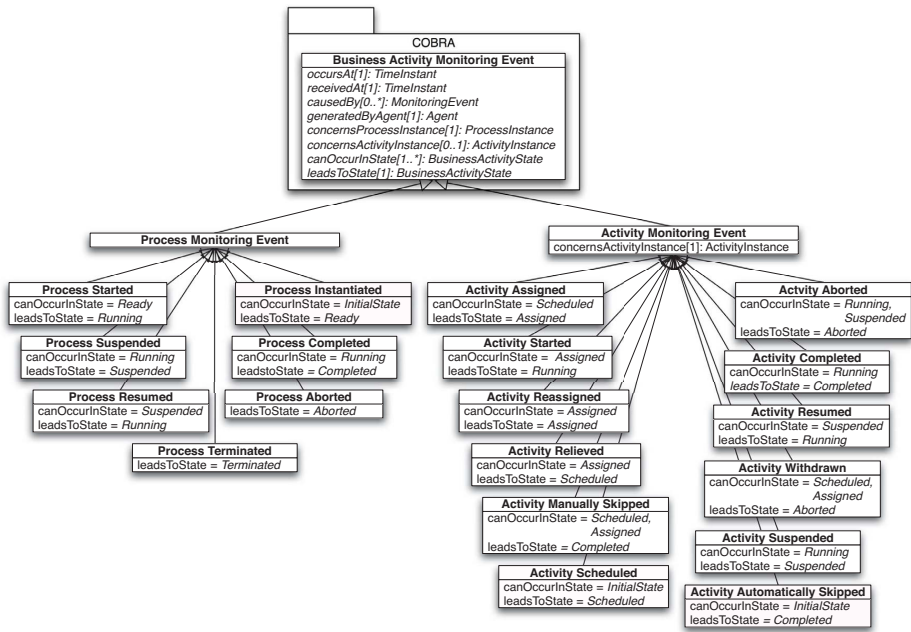 COBRA
Business Activity Monitoring Event
occursAt[1]: TimeInstant
receivedAt[1]: TimeInstant
causedBy[0..*]: MonitoringEvent
generatedByAgent[1]: Agent
concernsProcessInstance[1]: ProcessInstance
concernsActivityInstance[0..1]: ActivityInstance
canOccurInState[1..*]: BusinessActivityState
leadsToState[1]: BusinessActivityState
Process Monitoring Event
Process Started
canOccurInState = Ready
leadsToState = Running
Process Instantiated
canOccurInState = InitialState
leadsToState = Ready
Process Suspended
canOccurInState = Running
leadsToState = Suspended
Process Completed
canOccurInState = Running
leadstoState = Completed
Process Resumed
canOccurInState = Suspended
leadsToState = Running
Process Aborted
leadsToState = Aborted
Process Terminated
leadsToState = Terminated
Activity Monitoring Event
concernsActivityInstance[1]: ActivityInstance
Activity Assigned
canOccurInState = Scheduled
leadsToState = Assigned
Activity Started
canOccurInState = Assigned
leadsToState = Running
Activity Reassigned
canOccurInState = Assigned
leadsToState = Assigned
Activity Relieved
canOccurInState = Assigned
leadsToState = Scheduled
Activity Manually Skipped
canOccurInState = Scheduled,
Assigned
leadsToState = Completed
Activity Scheduled
canOccurInState = InitialState
leadsToState = Scheduled
Actvity Aborted
canOccurInState = Running,
Suspended
leadsToState = Aborted
Activity Completed
canOccurInState = Running
leadsToState = Completed
Activity Resumed
canOccurInState = Suspended
leadsToState = Running
Activity Withdrawn
canOccurInState = Scheduled,
Assigned
leadsToState = Aborted
Activity Suspended
canOccurInState = Running
leadsToState = Suspended
Activity Automatically Skipped
canOccurInState = InitialState
leadsToState = Completed